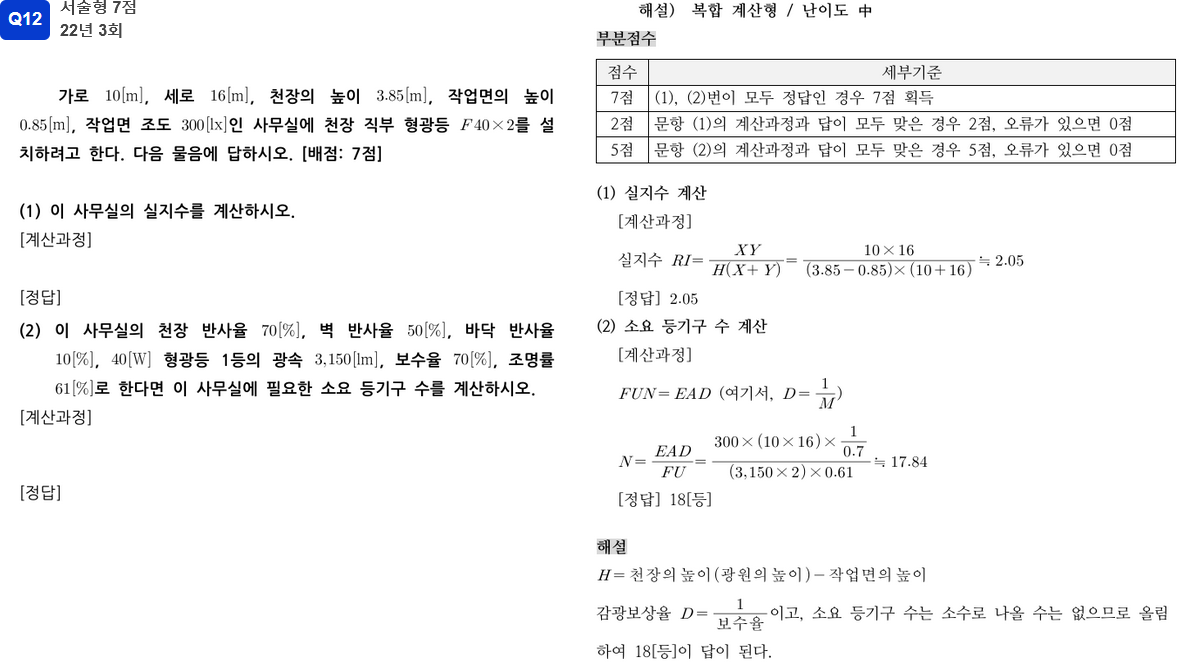 Q12
서술형 7점
22년 3회
가로 10[m], 세로 16[m], 천장의 높이 3.85[m], 작업면의 높이
0.85[m], 작업면 조도 300[lx]인 사무실에 천장 직부 형광등 F40×2를 설
치하려고 한다. 다음 물음에 답하시오. [배점: 7점]
(1) 이 사무실의 실지수를 계산하시오.
[계산과정]
[정답]
(2) 이 사무실의 천장 반사율 70[%], 벽 반사율 50[%], 바닥 반사율
10[%], 40[W] 형광등 1등의 광속 3,150[lm], 보수율 70[%], 조명률
61[%]로 한다면 이 사무실에 필요한 소요 등기구 수를 계산하시오.
[계산과정]
[정답]
해설) 복합 계산형 / 난이도 中
부분점수
점수 세부기준
7점 (1), (2)번이 모두 정답인 경우 7점 획득
2점 문항 (1)의 계산과정과 답이 모두 맞은 경우 2점, 오류가 있으면 0점
5점 문항 (2)의 계산과정과 답이 모두 맞은 경우 5점, 오류가 있으면 0점
(1) 실지수 계산
[계산과정]
실지수 RI = XY / H(X+Y) = 10×16 / (3.85−0.85)×(10+16) ≒ 2.05
[정답] 2.05
(2) 소요 등기구 수 계산
[계산과정]
FUN = EAD (여기서, D = 1/M)
N = EAD / FU = 300×(10×16)×1/0.7 / (3,150×2)×0.61 ≒ 17.84
[정답] 18[등]
해설
H = 천장의 높이(광원의 높이) − 작업면의 높이
감광보상율 D = 1/보수율 이고, 소요 등기구 수는 소수로 나올 수는 없으므로 올림
하여 18[등]이 답이 된다.